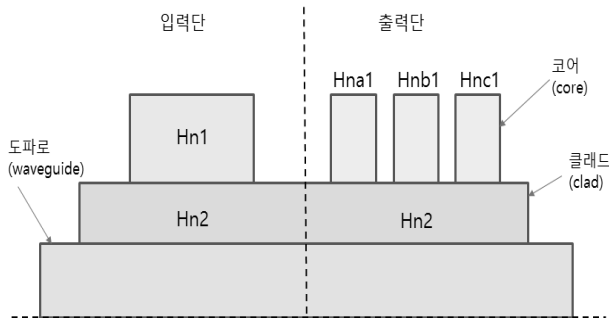 입력단
출력단
Hna1
Hnb1
Hnc1
코어
(core)
Hn1
도파로
(waveguide)
클래드
(clad)
Hn2
Hn2